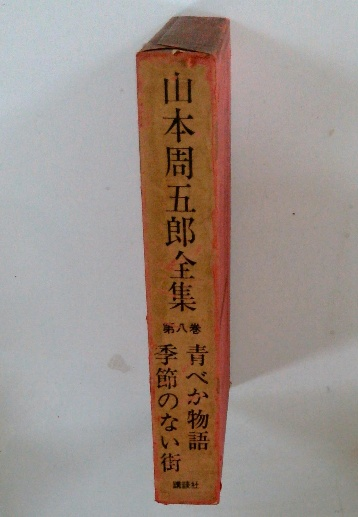 山本周五郎全集
第八巻
青べか物語
季節のない街
講談社